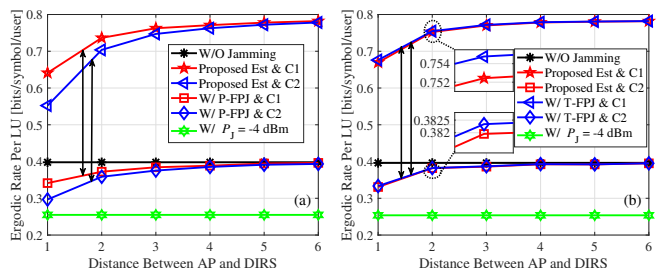 Ergodic Rate Per LU [bits/symbol/user]
0.8
0.7
0.6
0.5
0.4
0.3
0.2
W/O Jamming
Proposed Est & C1
Proposed Est & C2
W/ P-FPJ & C1
W/ P-FPJ & C2
W/ PJ = -4 dBm
(a)
1 2 3 4 5 6
Distance Between AP and DIRS
Ergodic Rate Per LU [bits/symbol/user]
0.8
0.7
0.6
0.5
0.4
0.3
0.2
0.754
0.752
0.3825
0.382
W/O Jamming
Proposed Est & C1
Proposed Est & C2
W/ T-FPJ & C1
W/ T-FPJ & C2
W/ PJ = -4 dBm
(b)
1 2 3 4 5 6
Distance Between AP and DIRS